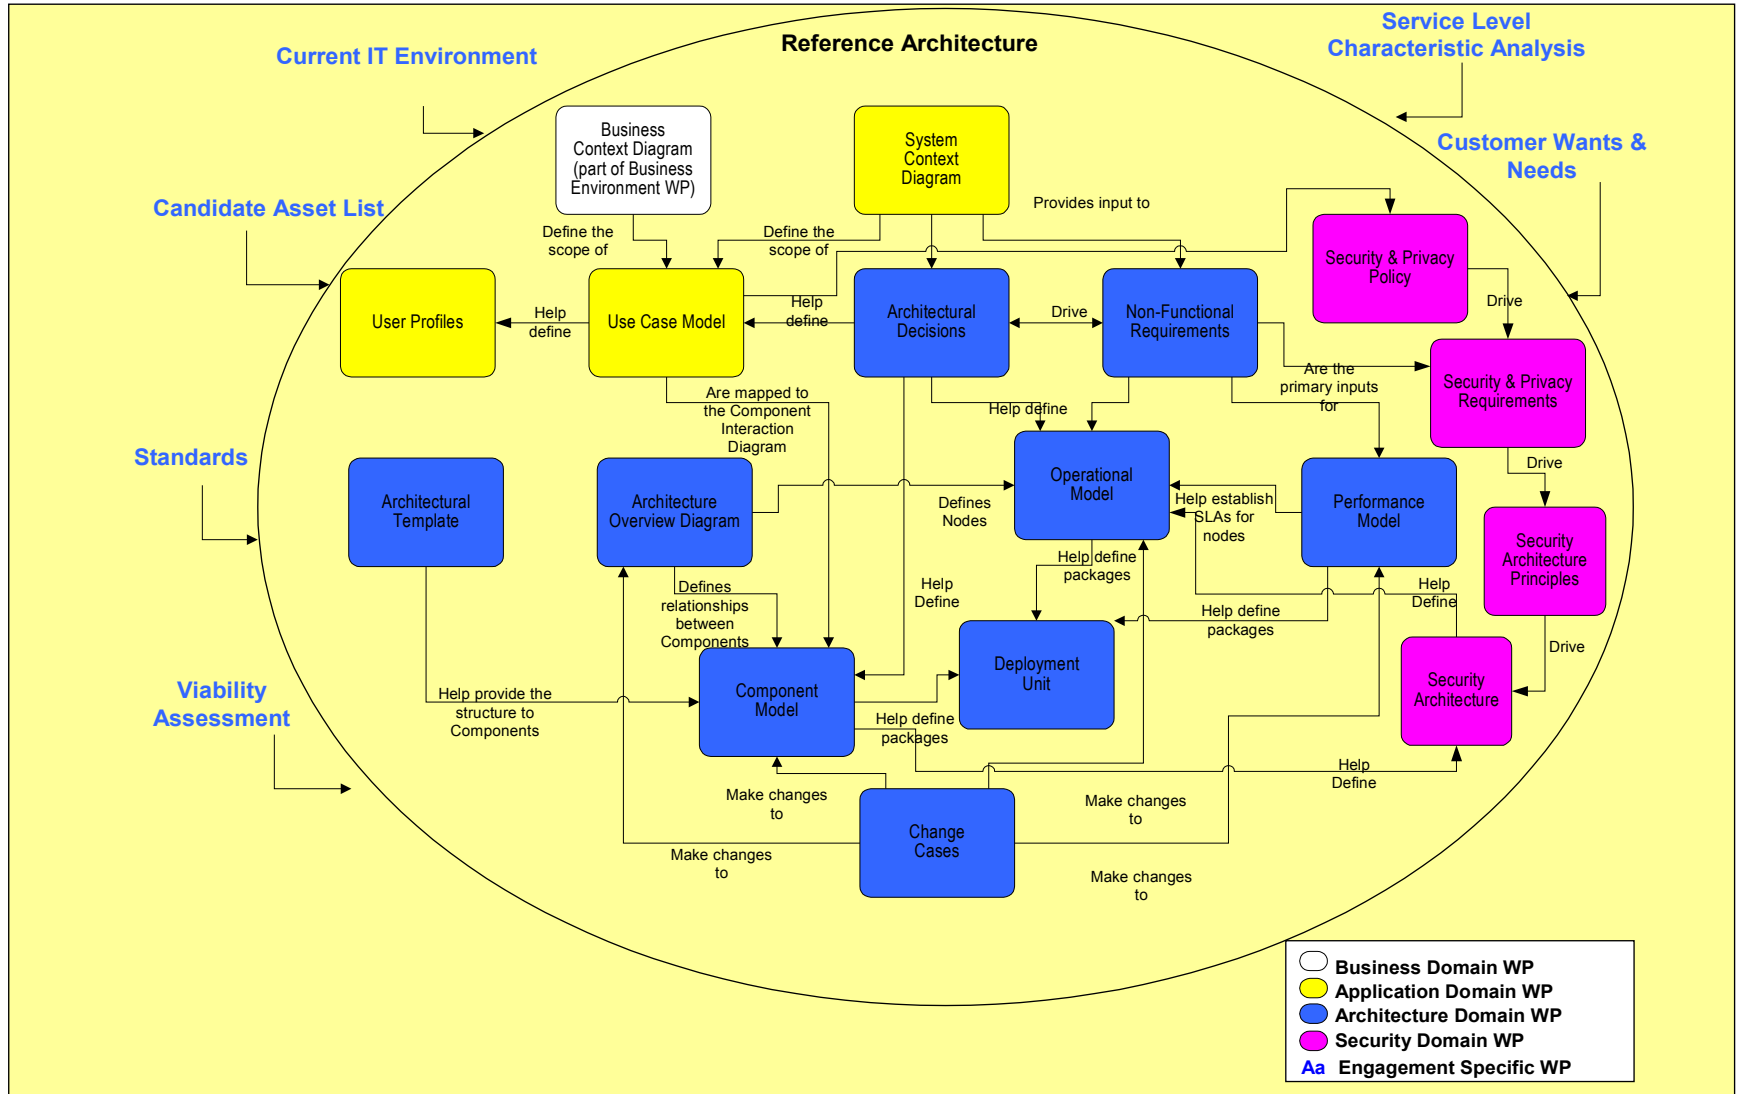 Reference Architecture
Current IT Environment
Service Level
Characteristic Analysis
Customer Wants &
Needs
Candidate Asset List
Standards
Viability
Assessment
Business
Context Diagram
(part of Business
Environment WP)
System
Context
Diagram
Provides input to
Define the
scope of
Define the
scope of
Security & Privacy
Policy
User Profiles
Help
define
Use Case Model
Help
define
Architectural
Decisions
Drive
Non-Functional
Requirements
Drive
Are the
primary inputs
for
Security & Privacy
Requirements
Are mapped to
the Component
Interaction
Diagram
Help define
Drive
Architectural
Template
Architecture
Overview Diagram
Defines
Nodes
Operational
Model
Help establish
SLAs for
nodes
Performance
Model
Security
Architecture
Principles
Defines
relationships
between
Components
Help
Define
Help define
packages
Help define
packages
Help
Define
Drive
Help provide the
structure to
Components
Component
Model
Deployment
Unit
Security
Architecture
Help define
packages
Help
Define
Make changes
to
Make changes
to
Make changes
to
Make changes
to
Change
Cases
Business Domain WP
Application Domain WP
Architecture Domain WP
Security Domain WP
Aa Engagement Specific WP